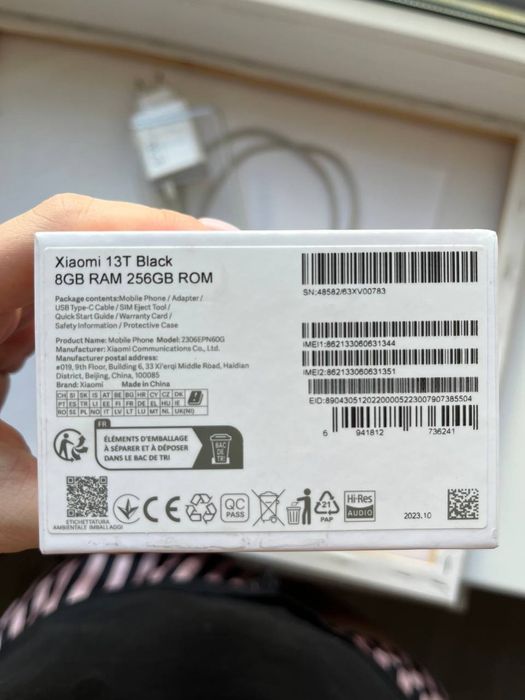 Xiaomi 13T Black
8GB RAM 256GB ROM
Package contents:Mobile Phone / Adapter /
USB Type-C Cable / SIM Eject Tool /
Quick Start Guide / Warranty Card /
Safety Information / Protective Case
Product Name: Mobile Phone Model: 2306EPN60G
Manufacturer: Xiaomi Communications Co., Ltd.
Manufacturer postal address:
#019, 9th Floor, Building 6, 33 Xi'erqi Middle Road, Haidian
District, Beijing, China, 100085
Brand: Xiaomi Made in China
CH SI SK IS AT BE BG HR CY CZ DK
PT ES TR LI EE FI FR DE EL HU IE
RO SE PL NO IT LV LT LU MT NL UK(NI)
FR
ÉLÉMENTS D'EMBALLAGE
À SÉPARER ET À DÉPOSER
DANS LE BAC DE TRI
BAC
DE
TRI
ETICHETTATURA
AMBIENTALE IMBALLAGGI
CE
QC
PASS
21
PAP
Hi-Res
AUDIO
SN:48582/63XV00783
IMEI1:862133060631344
IMEI2:862133060631351
EID:89043051202200005223007907385504
6 941812 736241
2023.10